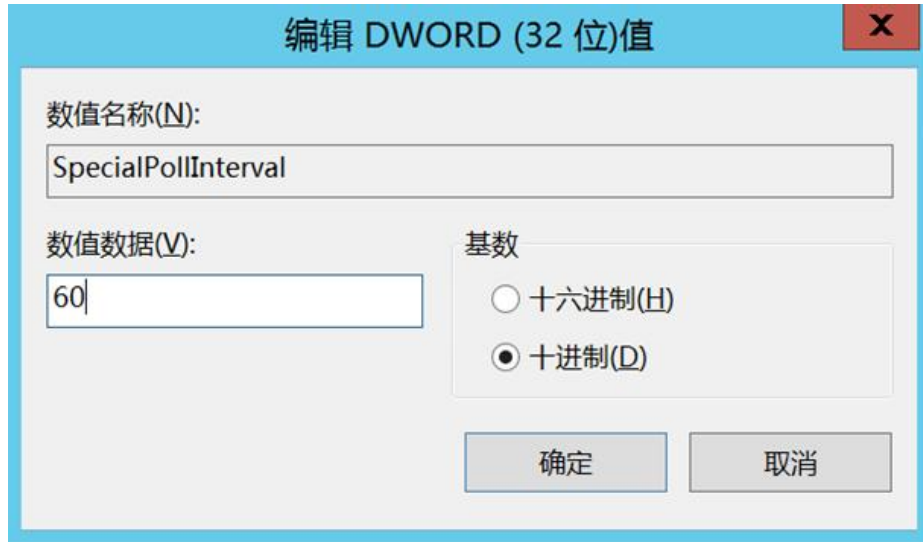 编辑 DWORD (32 位)值
X
数值名称(N):
SpecialPollInterval
数值数据(V):
60
基数
十六进制(H)
十进制(D)
确定
取消